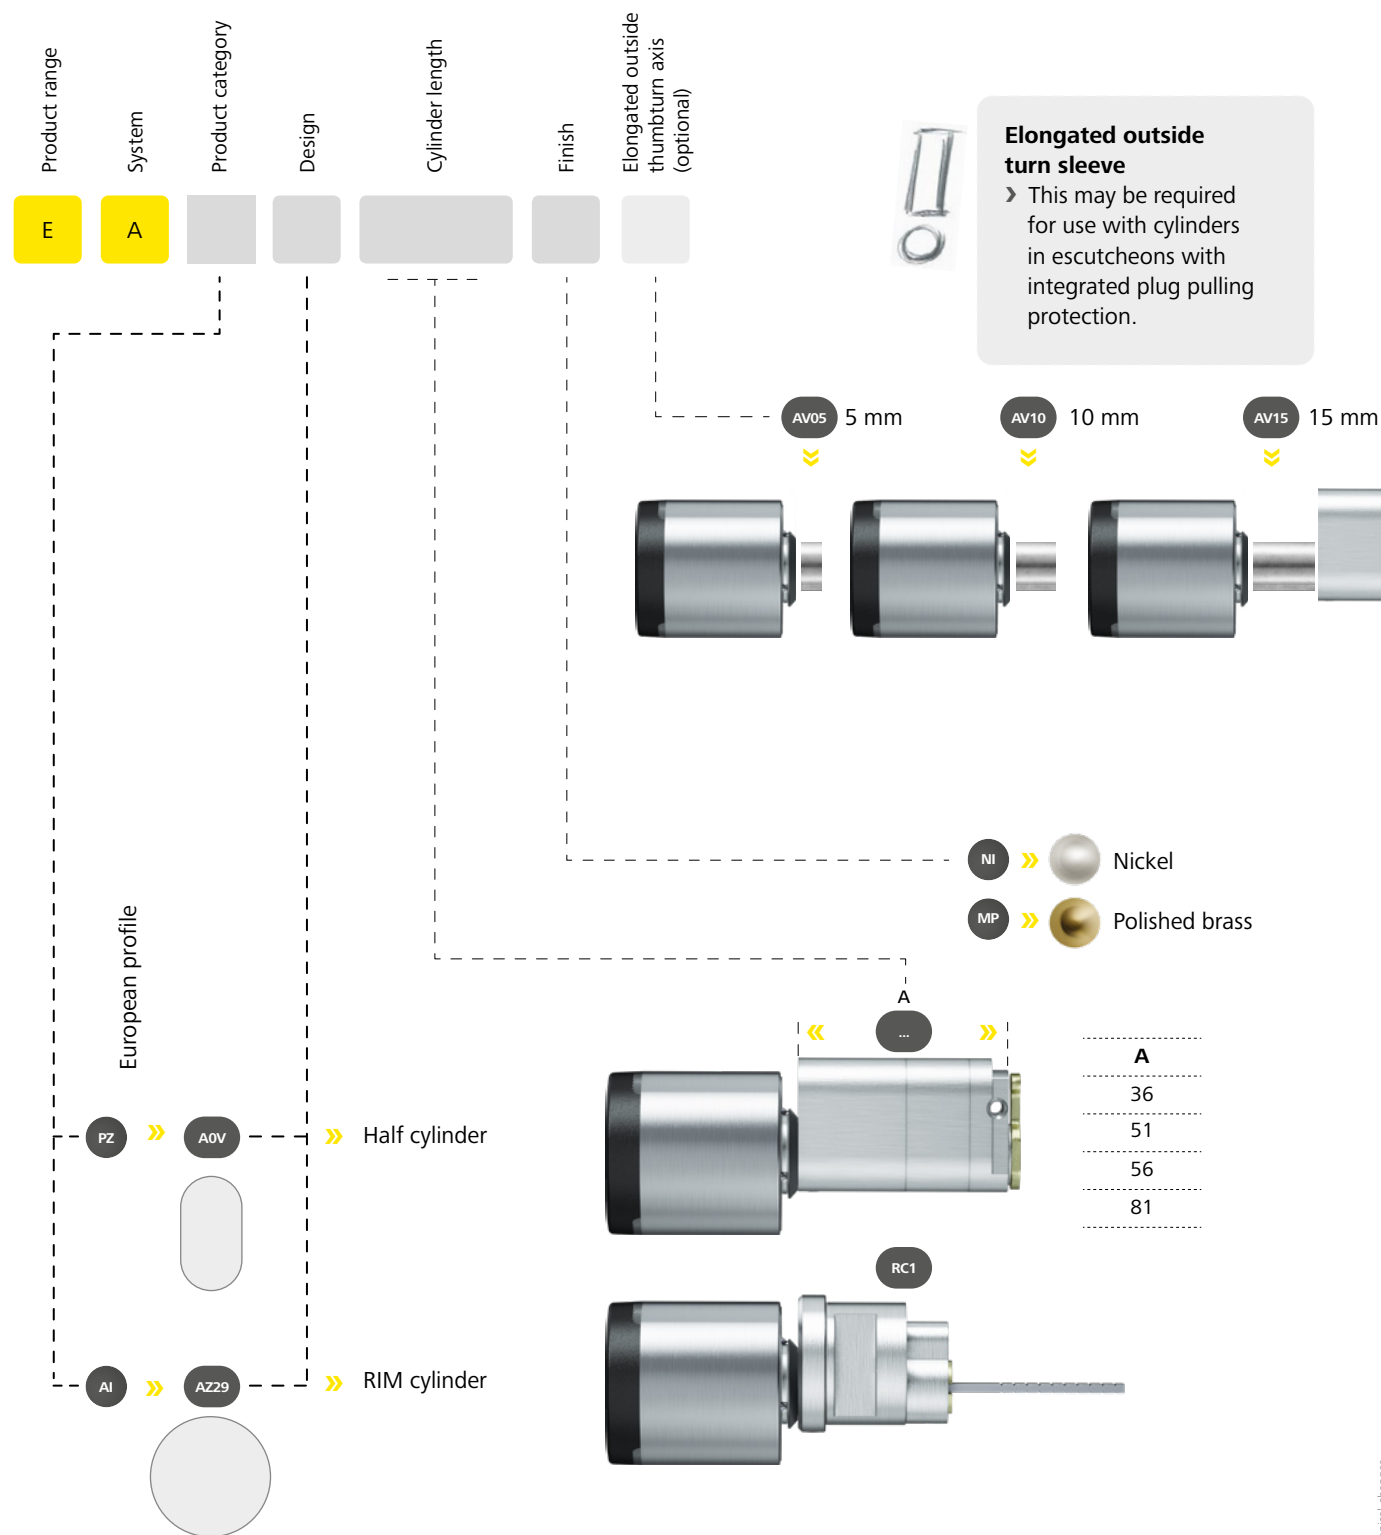 Product range
System
Product category
Design
Cylinder length
Finish
Elongated outside
thumbturn axis
(optional)
E
A
Elongated outside
turn sleeve
› This may be required
for use with cylinders
in escutcheons with
integrated plug pulling
protection.
AV05 5 mm
AV10 10 mm
AV15 15 mm
NI » Nickel
MP » Polished brass
European profile
A
...
A
36
51
56
81
PZ » A0V » Half cylinder
RC1
AI » AZ29 » RIM cylinder